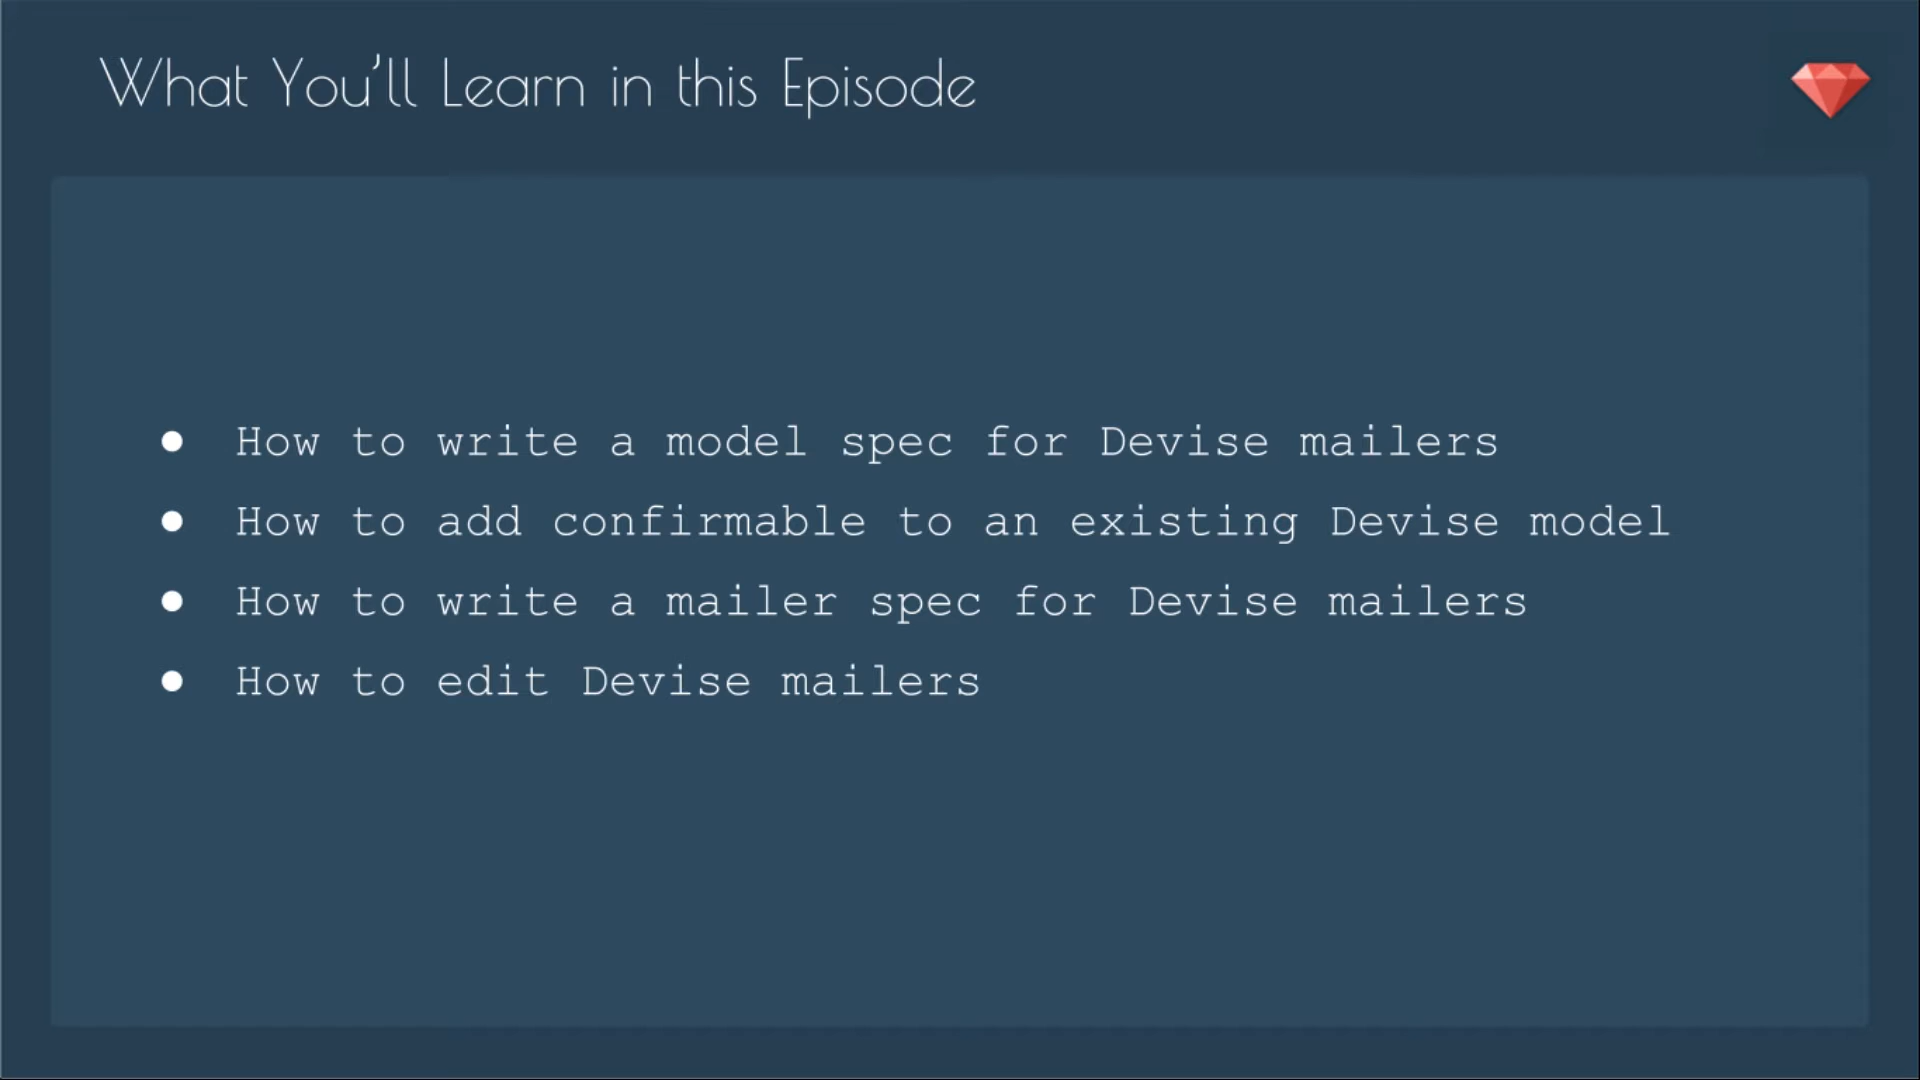 What You’ll Learn in this Episode
● How to write a model spec for Devise mailers
● How to add confirmable to an existing Devise model
● How to write a mailer spec for Devise mailers
● How to edit Devise mailers